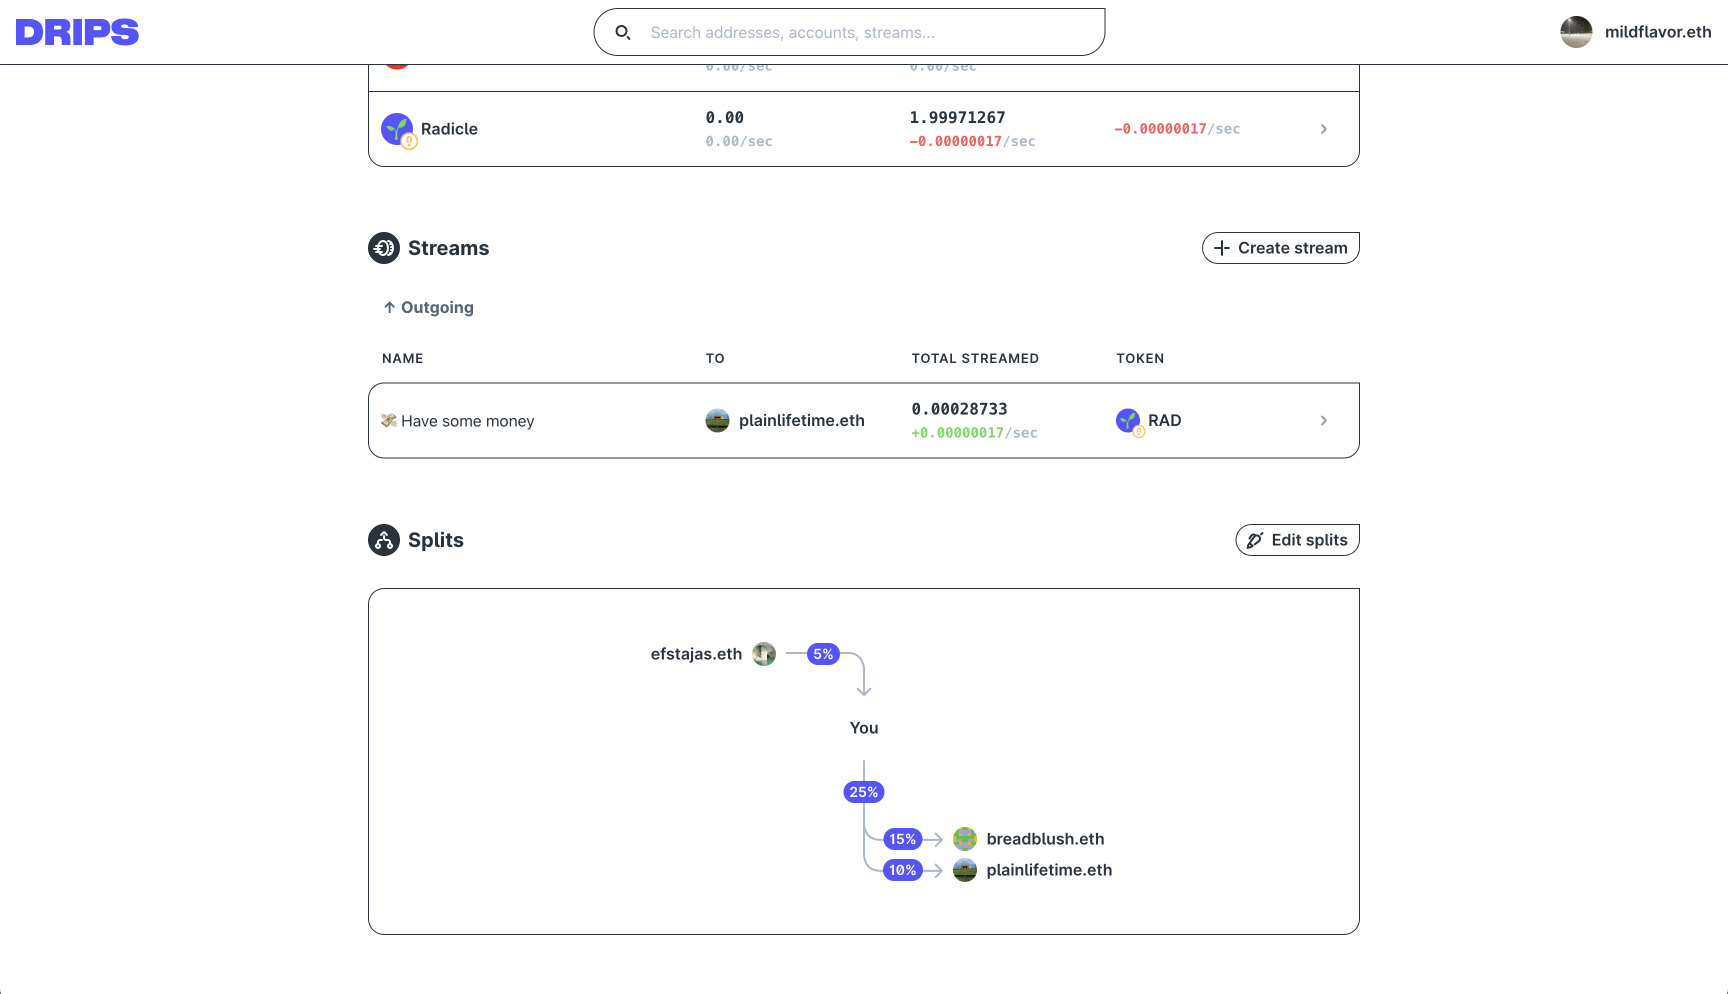 DRIPS
Search addresses, accounts, streams...
mildflavor.eth
0.00/sec 0.00/sec
Radicle
0.00
0.00/sec
1.99971267
−0.00000017/sec
−0.00000017/sec
Streams
Create stream
↑ Outgoing
NAME TO TOTAL STREAMED TOKEN
💸 Have some money
plainlifetime.eth
0.00028733
+0.00000017/sec
RAD
Splits
Edit splits
efstajas.eth 5%
You
25%
15% breadblush.eth
10% plainlifetime.eth